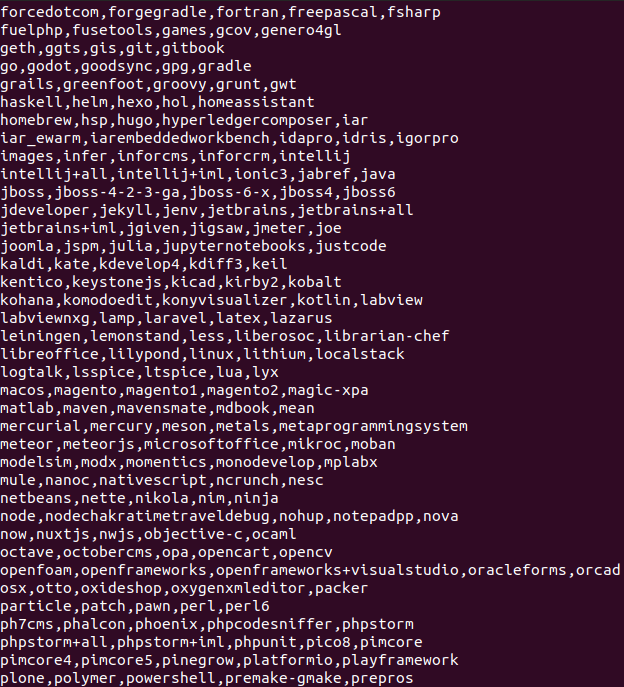 forcedotcom,forgegradle,fortran,freepascal,fsharp
fuelphp,fusetools,games,gcov,genero4gl
geth,ggts,gis,git,gitbook
go,godot,goodsync,gpg,gradle
grails,greenfoot,groovy,grunt,gwt
haskell,helm,hexo,hol,homeassistant
homebrew,hsp,hugo,hyperledgercomposer,iar
iar_ewarm,iarembeddedworkbench,idapro,idris,igorpro
images,infer,inforcms,inforcrm,intellij
intellij+all,intellij+iml,ionic3,jabref,java
jboss,jboss-4-2-3-ga,jboss-6-x,jboss4,jboss6
jdeveloper,jekyll,jenv,jetbrains,jetbrains+all
jetbrains+iml,jgiven,jigsaw,jmeter,joe
joomla,jspm,julia,jupyternotebooks,justcode
kaldi,kate,kdevelop4,kdiff3,keil
kentico,keystonejs,kicad,kirby2,kobalt
kohana,komodoedit,konyvisualizer,kotlin,labview
labviewnxg,lamp,laravel,latex,lazarus
leiningen,lemonstand,less,liberosoc,librarian-chef
libreoffice,lilypond,linux,lithium,localstack
logtalk,lsspice,ltspice,lua,lyx
macos,magento,magento1,magento2,magic-xpa
matlab,maven,mavensmate,mdbook,mean
mercurial,mercury,meson,metals,metaprogrammingsystem
meteor,meteorjs,microsoftoffice,mikroc,moban
modelsim,modx,momentics,monodevelop,mplabx
mule,nanoc,nativescript,ncrunch,nesc
netbeans,nette,nikola,nim,ninja
node,nodechakratimetraveldebug,nohup,notepadpp,nova
now,nuxtjs,nwjs,objective-c,ocaml
octave,octobercms,opa,opencart,opencv
openfoam,openframeworks,openframeworks+visualstudio,oracleforms,orcad
osx,otto,oxideshop,oxygenxmleditor,packer
particle,patch,pawn,perl,perl6
ph7cms,phalcon,phoenix,phpcodesniffer,phpstorm
phpstorm+all,phpstorm+iml,phpunit,pico8,pimcore
pimcore4,pimcore5,pinegrow,platformio,playframework
plone,polymer,powershell,premake-gmake,prepros